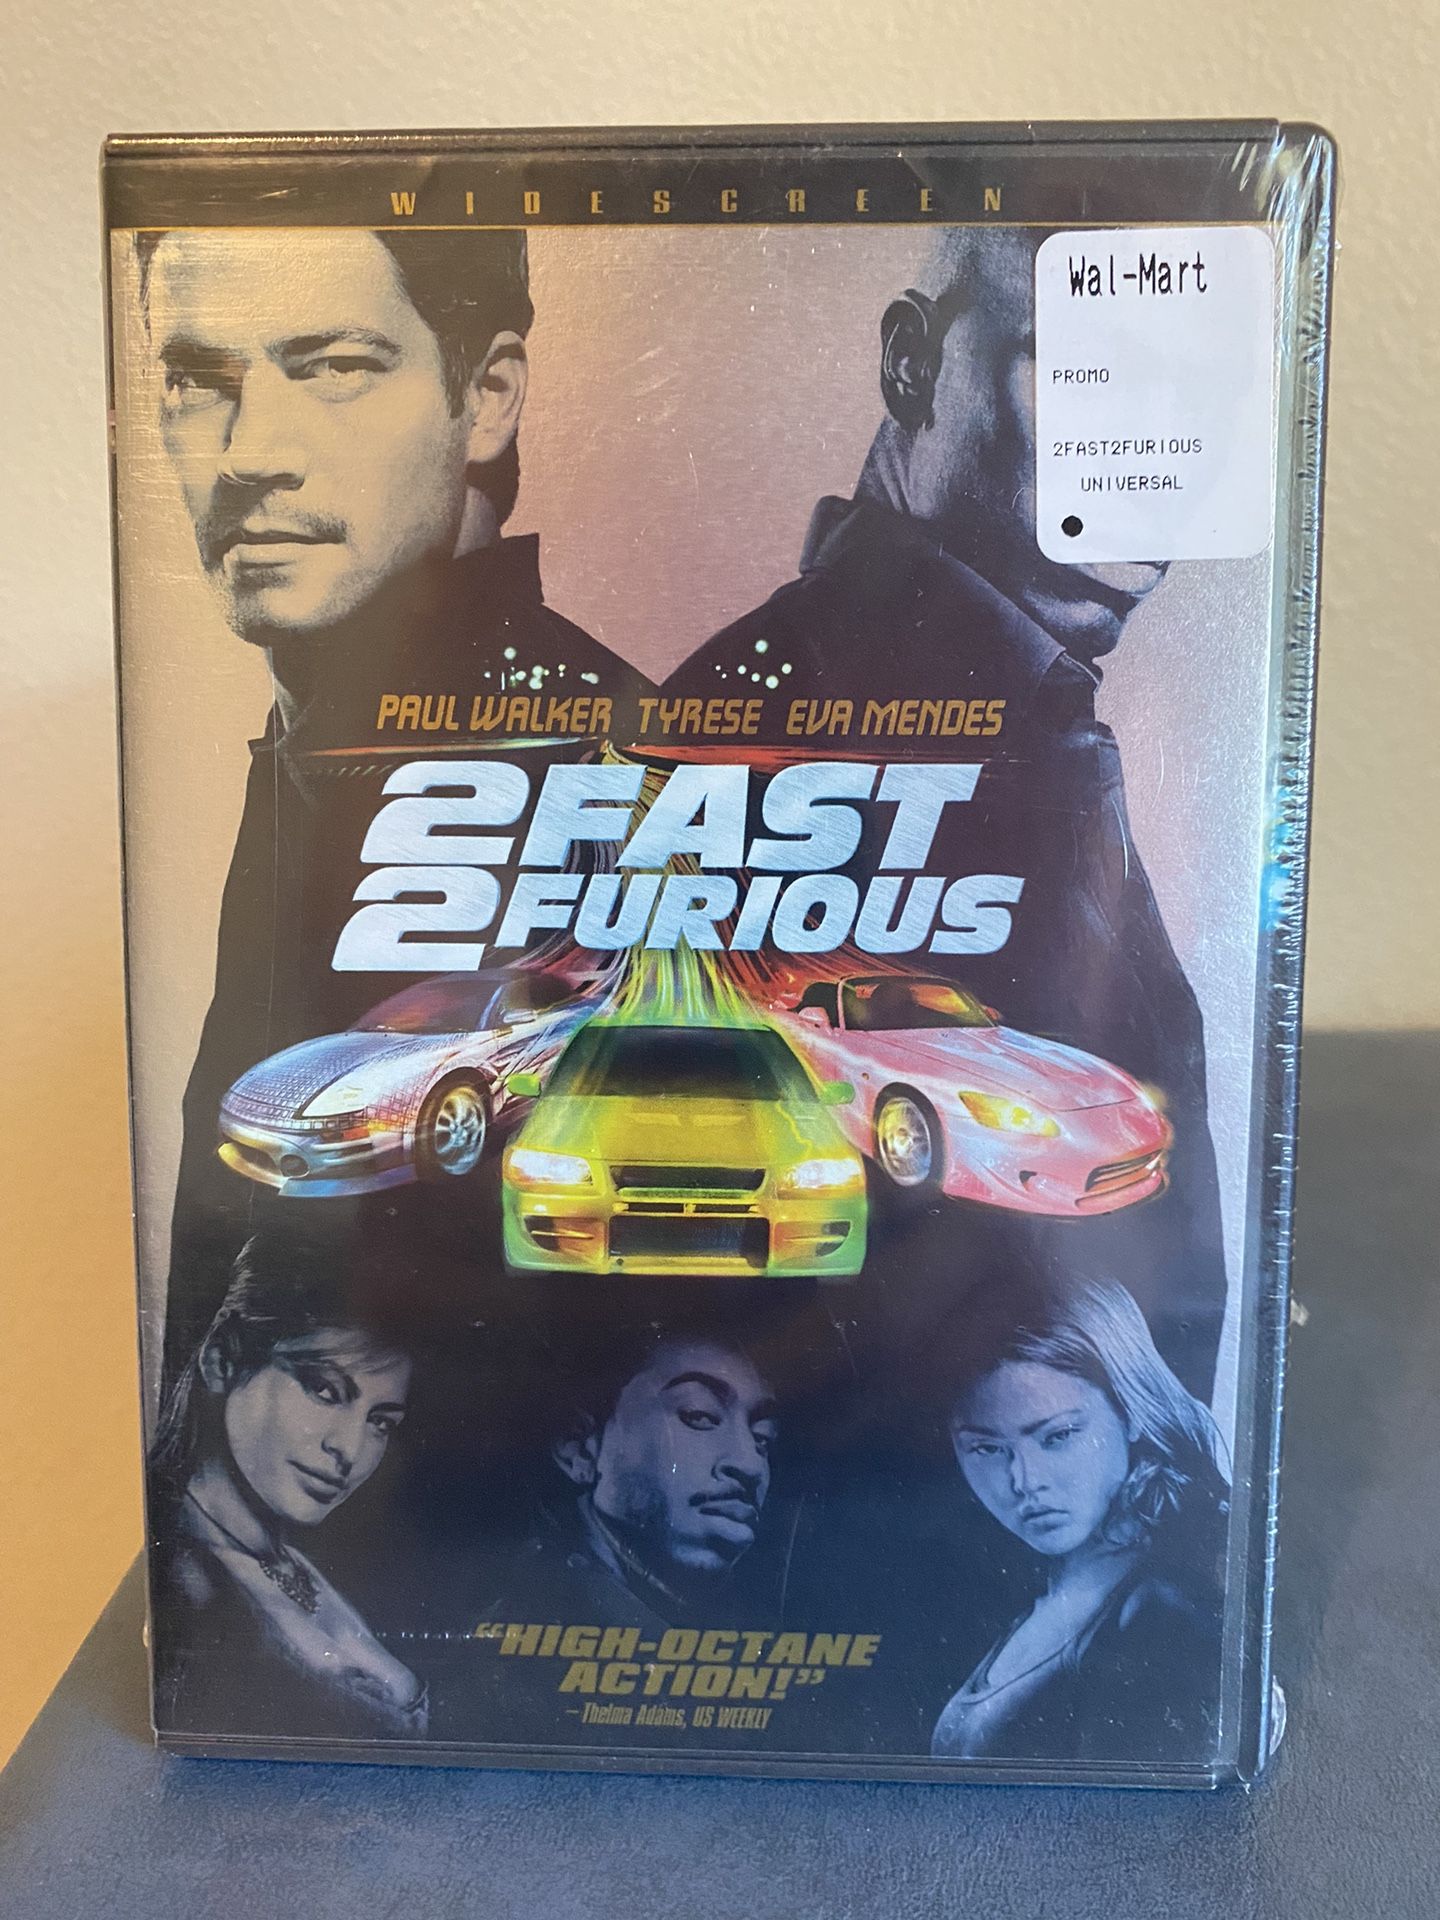 WIDESCREEN
Wal-Mart
PROMO
2FAST2FURIOUS
UNIVERSAL
PAUL WALKER TYRESE EVA MENDES
2FAST
2FURIOUS
“HIGH-OCTANE
ACTION!”
– Thelma Adams, US WEEKLY